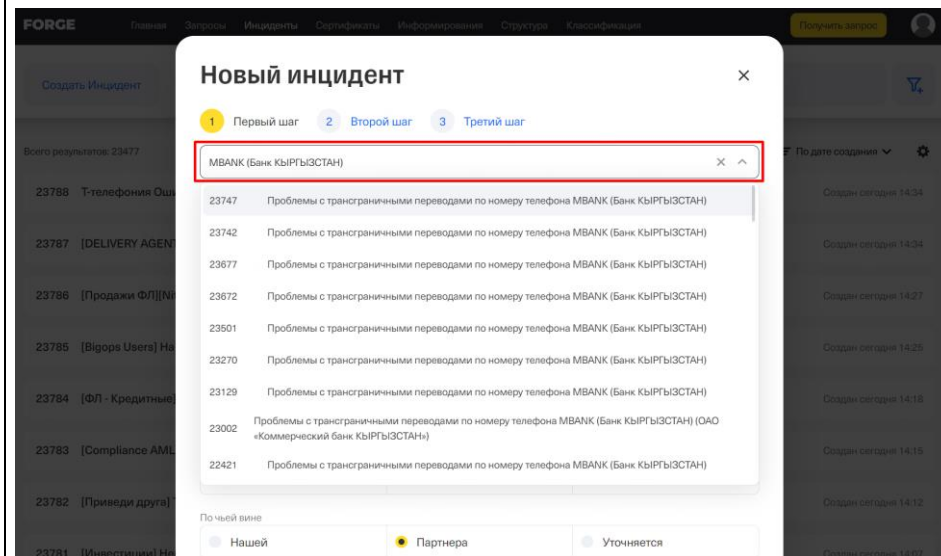 FORGE Главная Запросы Инциденты Сертификаты Информирования Структура Классификация Получить запрос
Новый инцидент
Создать Инцидент
1 Первый шаг 2 Второй шаг 3 Третий шаг
Всего результатов: 23477
По дате создания
MBANK (Банк КЫРГЫЗСТАН)
23788 Т-телефония Оши
Создан сегодня 14:34
23747 Проблемы с трансграничными переводами по номеру телефона MBANK (Банк КЫРГЫЗСТАН)
23742 Проблемы с трансграничными переводами по номеру телефона MBANK (Банк КЫРГЫЗСТАН)
23787 [DELIVERY AGENT
Создан сегодня 14:34
23677 Проблемы с трансграничными переводами по номеру телефона MBANK (Банк КЫРГЫЗСТАН)
23672 Проблемы с трансграничными переводами по номеру телефона MBANK (Банк КЫРГЫЗСТАН)
23786 [Продажи ФЛ]
Создан сегодня 14:27
23501 Проблемы с трансграничными переводами по номеру телефона MBANK (Банк КЫРГЫЗСТАН)
23785 [Bigops Users] На
Создан сегодня 14:25
23270 Проблемы с трансграничными переводами по номеру телефона MBANK (Банк КЫРГЫЗСТАН)
23129 Проблемы с трансграничными переводами по номеру телефона MBANK (Банк КЫРГЫЗСТАН)
23784 [ФЛ - Кредитные]
Создан сегодня 14:18
23002 Проблемы с трансграничными переводами по номеру телефона MBANK (Банк КЫРГЫЗСТАН) (ОАО
«Коммерческий банк КЫРГЫЗСТАН»)
23783 [Compliance AML
Создан сегодня 14:15
22421 Проблемы с трансграничными переводами по номеру телефона MBANK (Банк КЫРГЫЗСТАН)
23782 [Приведи друга]
Создан сегодня 14:12
По чьей вине
Нашей Партнера Уточняется
23781 [Инвестиции] Не